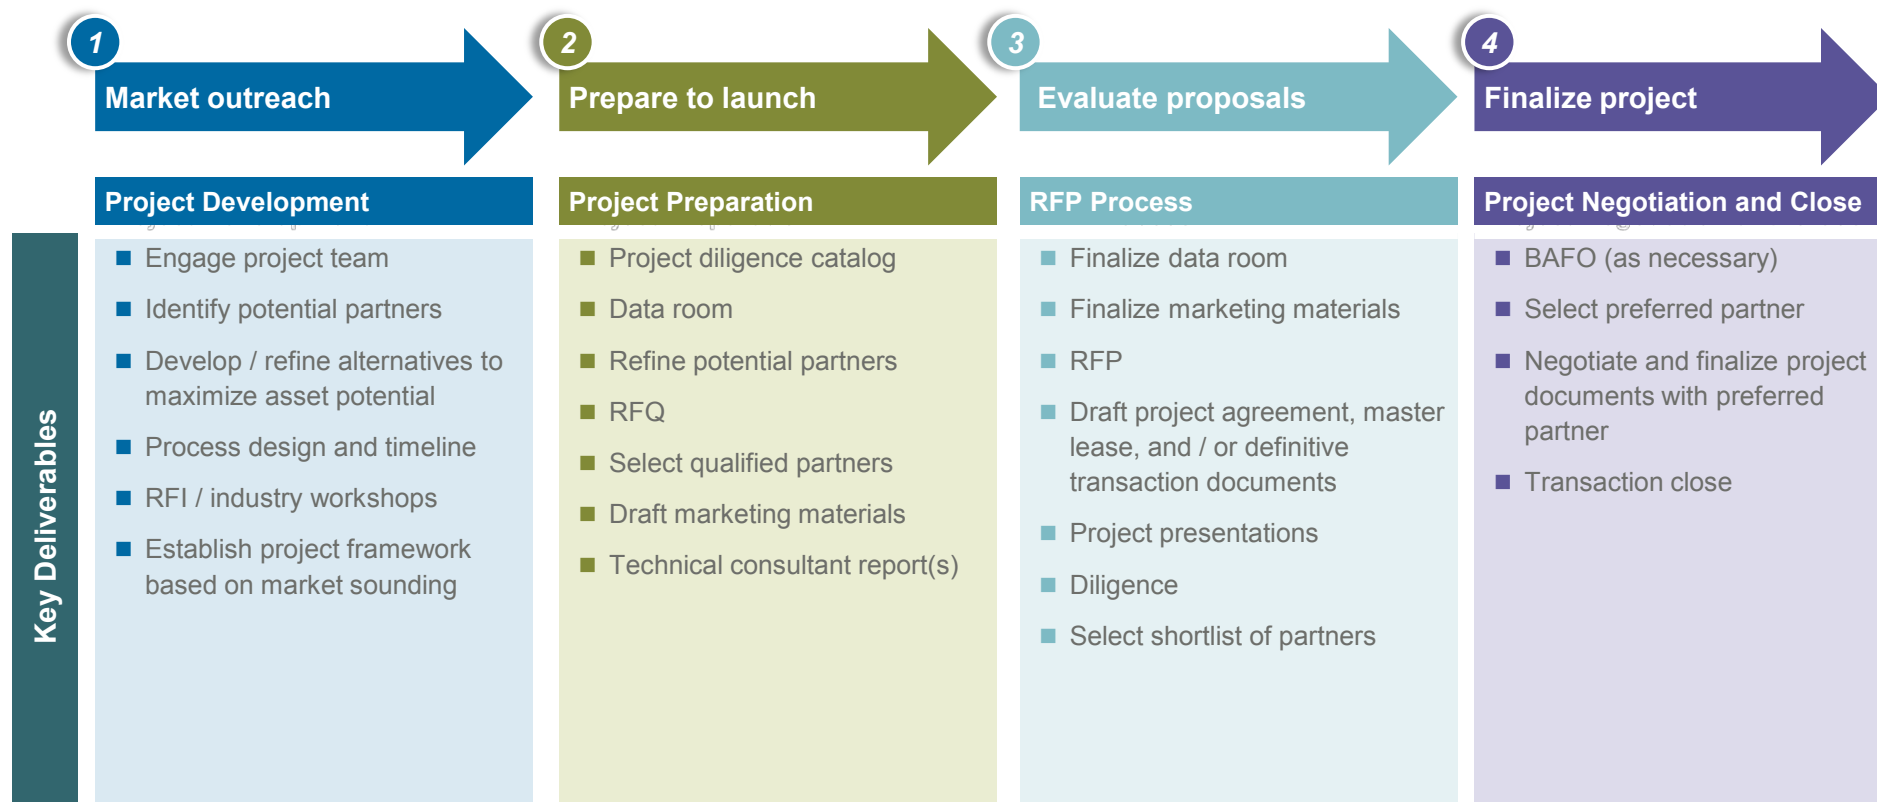 1
Market outreach
2
Prepare to launch
3
Evaluate proposals
4
Finalize project
Key Deliverables
Project Development
Engage project team
Identify potential partners
Develop / refine alternatives to
maximize asset potential
Process design and timeline
RFI / industry workshops
Establish project framework
based on market sounding
Project Preparation
Project diligence catalog
Data room
Refine potential partners
RFQ
Select qualified partners
Draft marketing materials
Technical consultant report(s)
RFP Process
Finalize data room
Finalize marketing materials
RFP
Draft project agreement, master
lease, and / or definitive
transaction documents
Project presentations
Diligence
Select shortlist of partners
Project Negotiation and Close
BAFO (as necessary)
Select preferred partner
Negotiate and finalize project
documents with preferred
partner
Transaction close